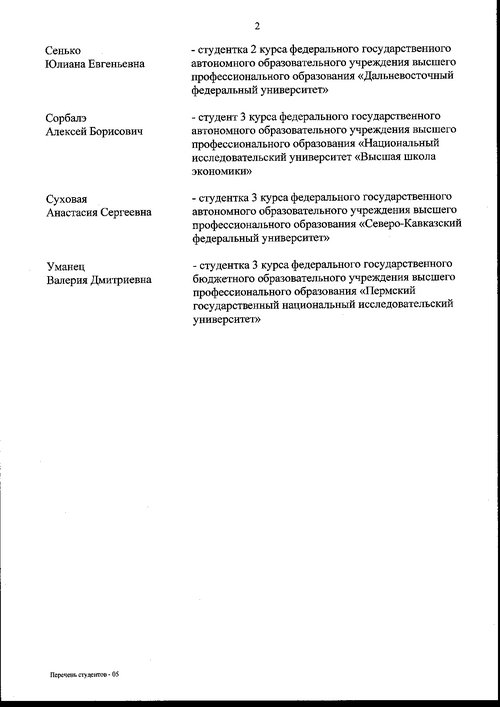 2
Сенько
Юлиана Евгеньевна
- студентка 2 курса федерального государственного
автономного образовательного учреждения высшего
профессионального образования «Дальневосточный
федеральный университет»
Сорбалэ
Алексей Борисович
- студент 3 курса федерального государственного
автономного образовательного учреждения высшего
профессионального образования «Национальный
исследовательский университет «Высшая школа
экономики»
Суховая
Анастасия Сергеевна
- студентка 3 курса федерального государственного
автономного образовательного учреждения высшего
профессионального образования «Северо-Кавказский
федеральный университет»
Уманец
Валерия Дмитриевна
- студентка 3 курса федерального государственного
бюджетного образовательного учреждения высшего
профессионального образования «Пермский
государственный национальный исследовательский
университет»
Перечень студентов - 05